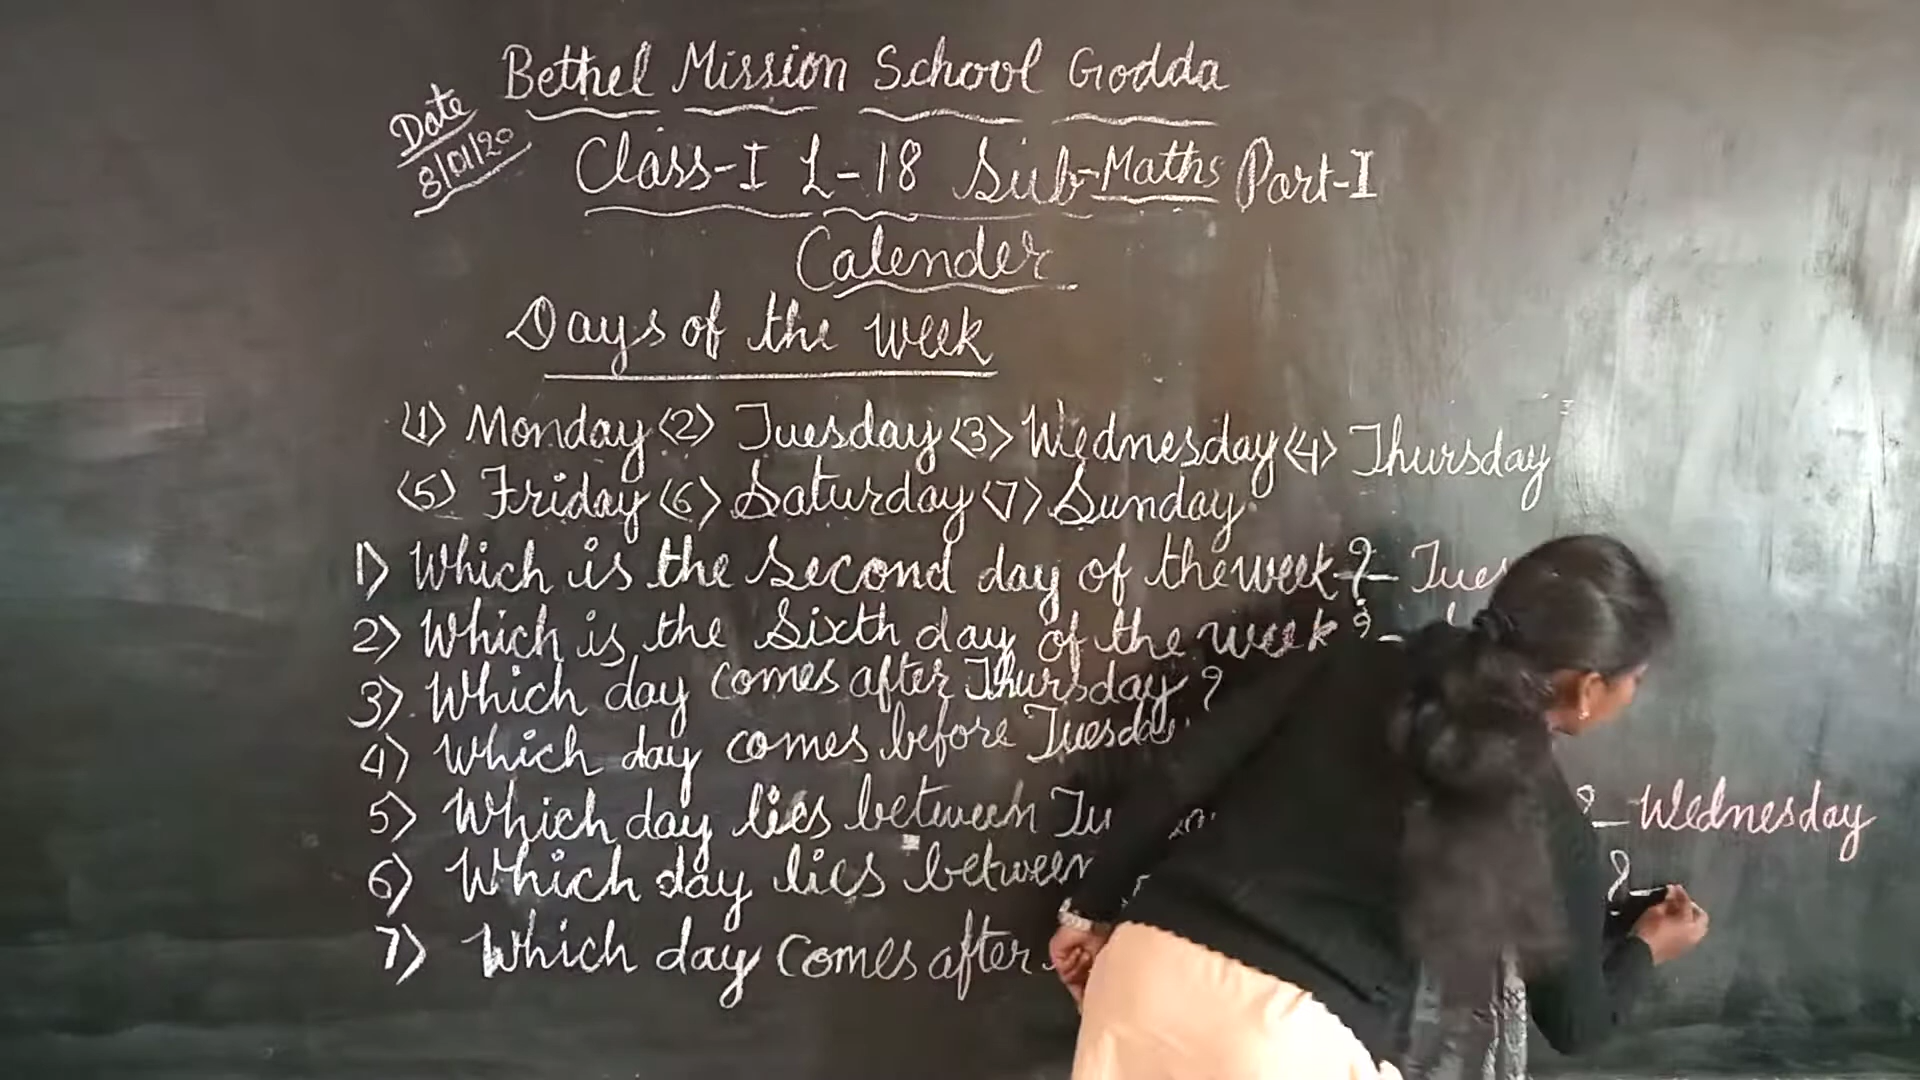 Bethel Mission School Godda
Date
8/01/20
Class-I L-18 Sub-Maths Part-I
Calender
Days of the week
(1) Monday (2) Tuesday (3) Wednesday (4) Thursday
(5) Friday (6) Saturday (7) Sunday.
1) Which is the second day of the week? - Tues
2) Which is the Sixth day of the week? -
3) Which day comes after Thursday?
4) Which day comes before Tuesday
5) Which day lies between Tu ? - Wednesday
6) Which day lies between ? -
7) Which day comes after